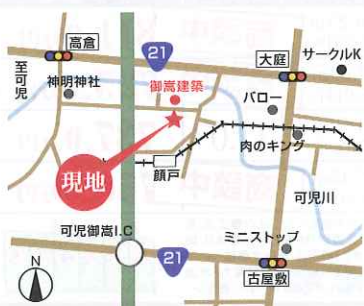 高倉
21
大庭
サークルK
至可児
神明神社
御嵩建築
バロー
肉のキング
現地
顔戸
可児川
可児御嵩I.C
ミニストップ
N
21
古屋敷